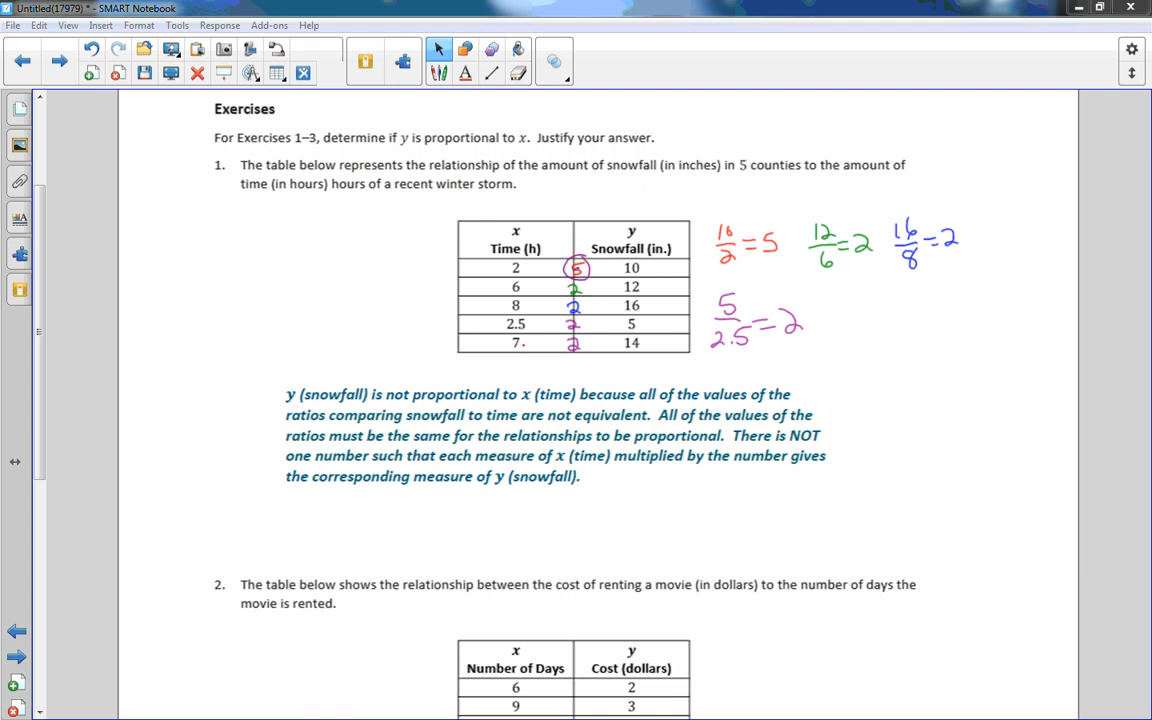 Untitled(17979) * - SMART Notebook
File Edit View Insert Format Tools Response Add-ons Help
Exercises
For Exercises 1–3, determine if y is proportional to x. Justify your answer.
1. The table below represents the relationship of the amount of snowfall (in inches) in 5 counties to the amount of
time (in hours) hours of a recent winter storm.
x y
Time (h) Snowfall (in.)
2 5 10
6 2 12
8 2 16
2.5 2 5
7. 2 14
10/2 = 5 12/6 = 2 16/8 = 2
5/2.5 = 2
y (snowfall) is not proportional to x (time) because all of the values of the
ratios comparing snowfall to time are not equivalent. All of the values of the
ratios must be the same for the relationships to be proportional. There is NOT
one number such that each measure of x (time) multiplied by the number gives
the corresponding measure of y (snowfall).
2. The table below shows the relationship between the cost of renting a movie (in dollars) to the number of days the
movie is rented.
x y
Number of Days Cost (dollars)
6 2
9 3